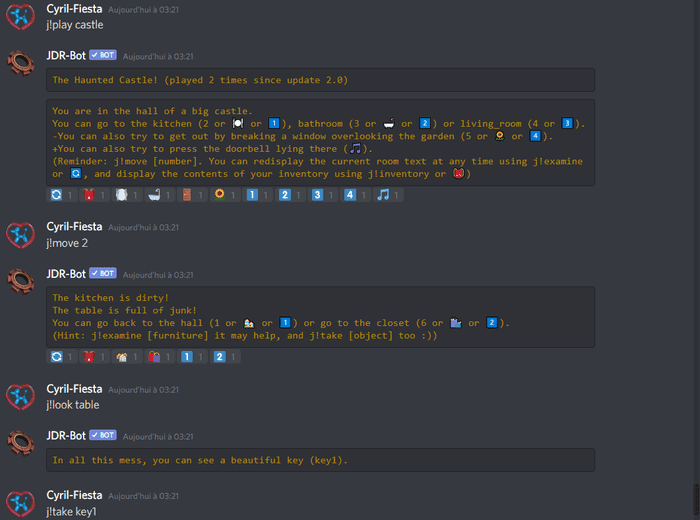 Cyril-Fiesta Aujourd'hui à 03:21
j!play castle
JDR-Bot ✓ BOT Aujourd'hui à 03:21
The Haunted Castle! (played 2 times since update 2.0)
You are in the hall of a big castle.
You can go to the kitchen (2 or 🍽️ or 1️⃣), bathroom (3 or 🛁 or 2️⃣) or living_room (4 or 3️⃣).
-You can also try to get out by breaking a window overlooking the garden (5 or 🌻 or 4️⃣).
+You can also try to press the doorbell lying there (🎵).
(Reminder: j!move [number]. You can redisplay the current room text at any time using j!examine
or 🔄, and display the contents of your inventory using j!inventory or 🎒)
🔄 1 🎒 1 🍽️ 1 🛁 1 🚪 1 🌻 1 1️⃣ 1 2️⃣ 1 3️⃣ 1 4️⃣ 1 🎵 1
Cyril-Fiesta Aujourd'hui à 03:21
j!move 2
JDR-Bot ✓ BOT Aujourd'hui à 03:21
The kitchen is dirty!
The table is full of junk!
You can go back to the hall (1 or 🏡 or 1️⃣) or go to the closet (6 or 🛍️ or 2️⃣).
(Hint: j!examine [furniture] it may help, and j!take [object] too :))
🔄 1 🎒 1 🏡 1 🛍️ 1 1️⃣ 1 2️⃣ 1
Cyril-Fiesta Aujourd'hui à 03:21
j!look table
JDR-Bot ✓ BOT Aujourd'hui à 03:21
In all this mess, you can see a beautiful key (key1).
Cyril-Fiesta Aujourd'hui à 03:21
j!take key1